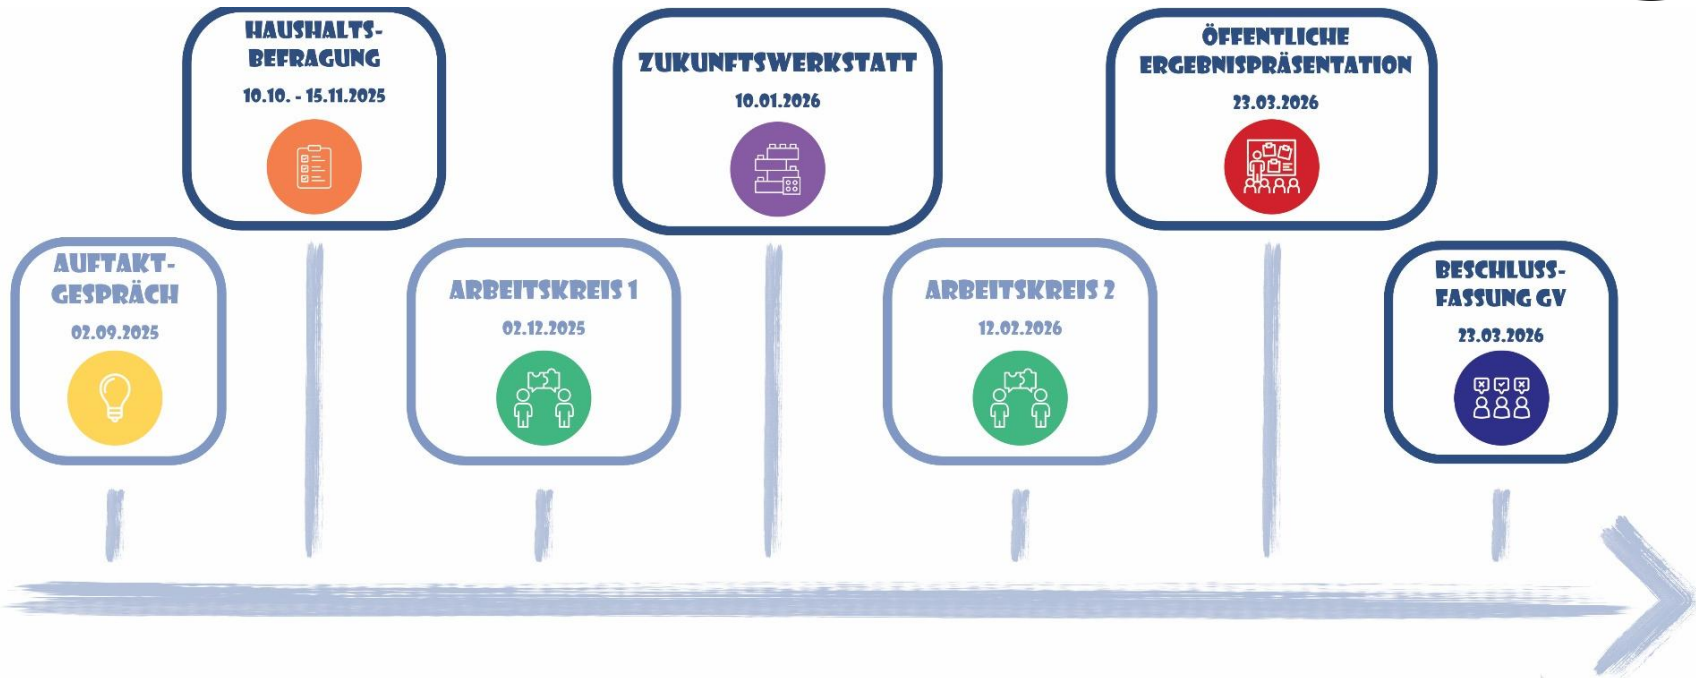 HAUSHALTS-
BEFRAGUNG
10.10. - 15.11.2025
ZUKUNFTSWERKSTATT
10.01.2026
ÖFFENTLICHE
ERGEBNISPRÄSENTATION
23.03.2026
AUFTAKT-
GESPRÄCH
02.09.2025
ARBEITSKREIS 1
02.12.2025
ARBEITSKREIS 2
12.02.2026
BESCHLUSS-
FASSUNG GV
23.03.2026